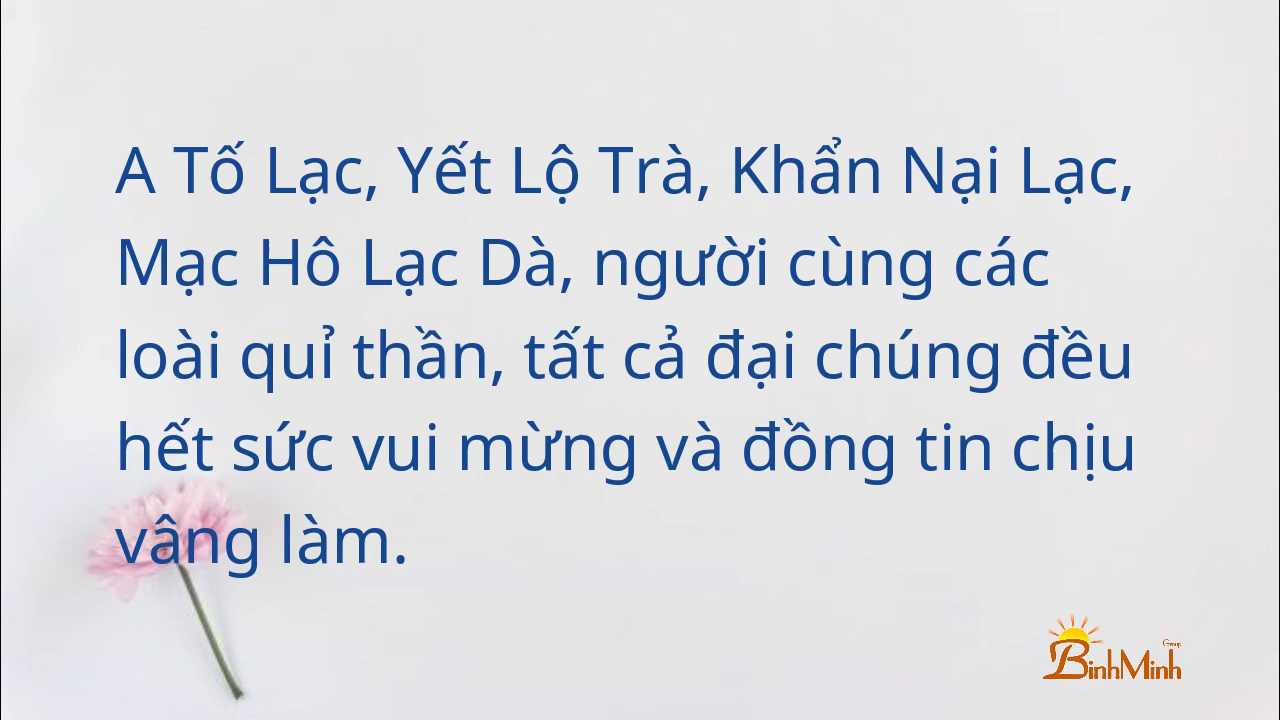 A Tố Lạc, Yết Lộ Trà, Khẩn Nại Lạc,
Mạc Hô Lạc Dà, người cùng các
loài quỉ thần, tất cả đại chúng đều
hết sức vui mừng và đồng tin chịu
vâng làm.
Group
BinhMinh